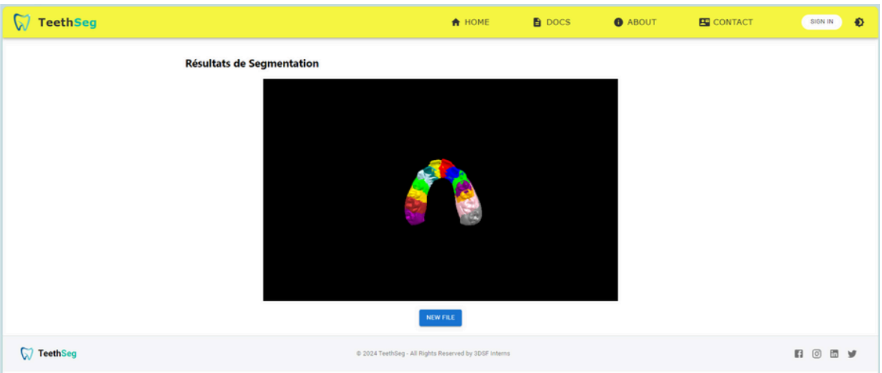 TeethSeg HOME DOCS ABOUT CONTACT SIGN IN
Résultats de Segmentation
NEW FILE
TeethSeg © 2024 TeethSeg - All Rights Reserved by 3DSF Interns